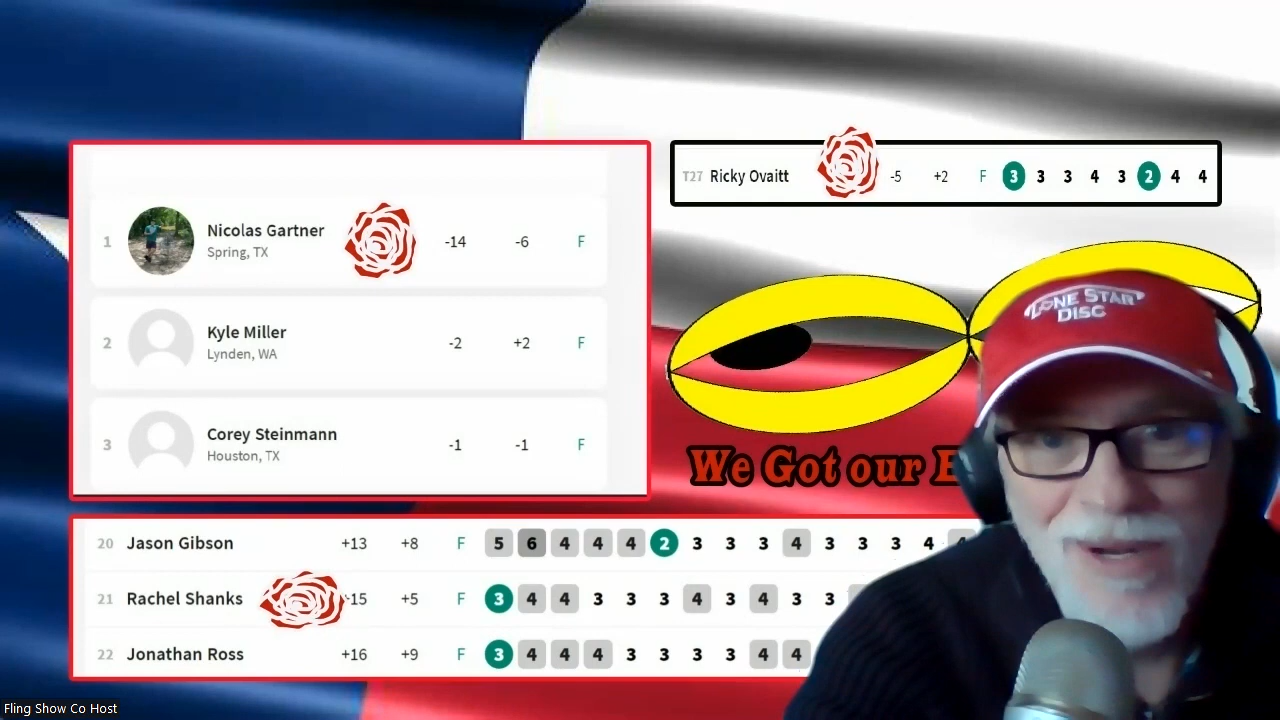 1 Nicolas Gartner -14 -6 F
Spring, TX
2 Kyle Miller -2 +2 F
Lynden, WA
3 Corey Steinmann -1 -1 F
Houston, TX
T27 Ricky Ovaitt -5 +2 F 3 3 3 4 3 2 4 4
LONE STAR
DISC
We Got our E
20 Jason Gibson +13 +8 F 5 6 4 4 4 2 3 3 3 4 3 3 3 4 4
21 Rachel Shanks 15 +5 F 3 4 4 3 3 3 4 3 4 3 3
22 Jonathan Ross +16 +9 F 3 4 4 4 3 3 3 3 4 4
Fling Show Co Host